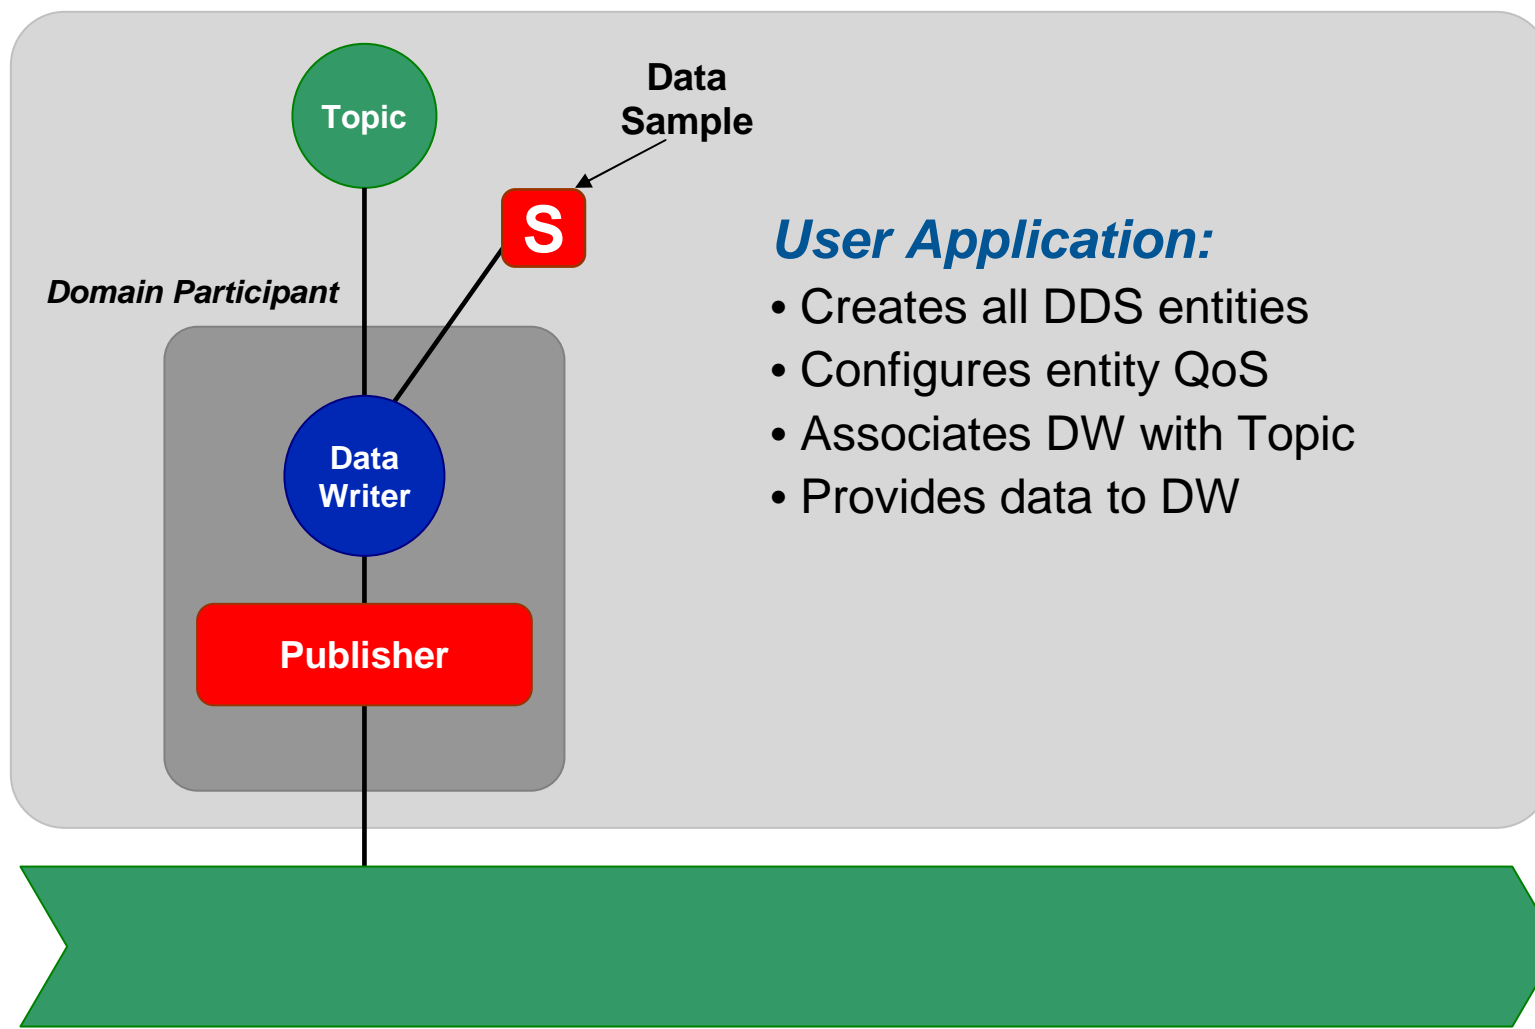 Topic
Data
Sample
S
Domain Participant
Data
Writer
Publisher
User Application:
• Creates all DDS entities
• Configures entity QoS
• Associates DW with Topic
• Provides data to DW